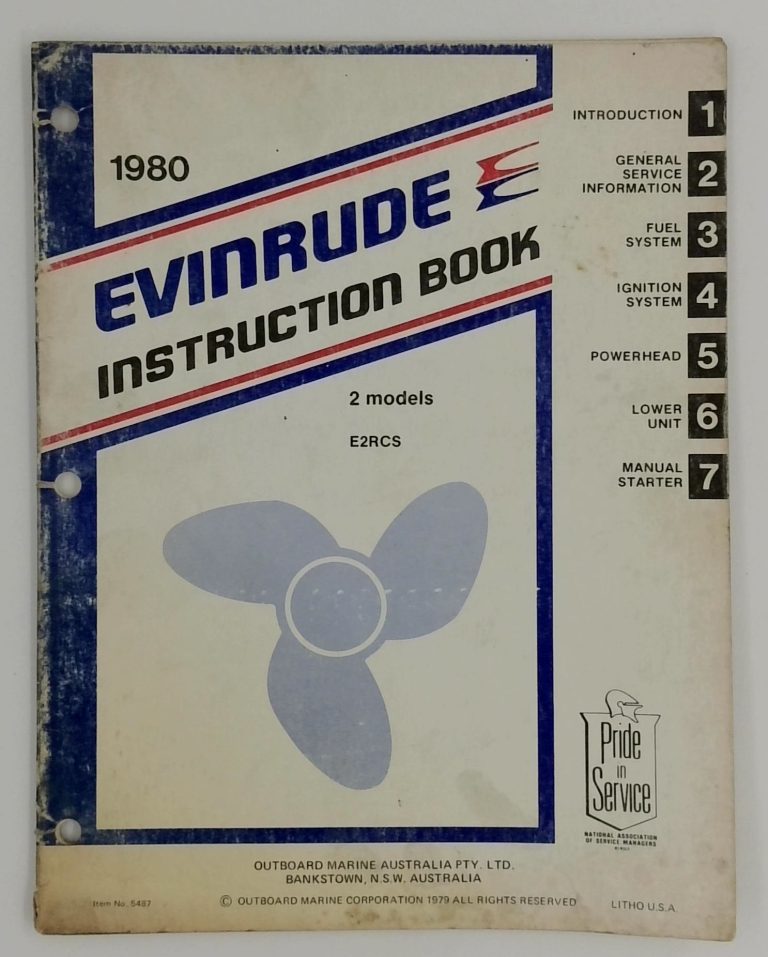 1980
EVINRUDE
INSTRUCTION BOOK
2 models
E2RCS
INTRODUCTION 1
GENERAL
SERVICE
INFORMATION 2
FUEL
SYSTEM 3
IGNITION
SYSTEM 4
POWERHEAD 5
LOWER
UNIT 6
MANUAL
STARTER 7
Pride
in
Service
NATIONAL ASSOCIATION
OF SERVICE MANAGERS
OUTBOARD MARINE AUSTRALIA PTY. LTD.
BANKSTOWN, N.S.W. AUSTRALIA
Item No. 5487
© OUTBOARD MARINE CORPORATION 1979 ALL RIGHTS RESERVED
LITHO U.S.A.